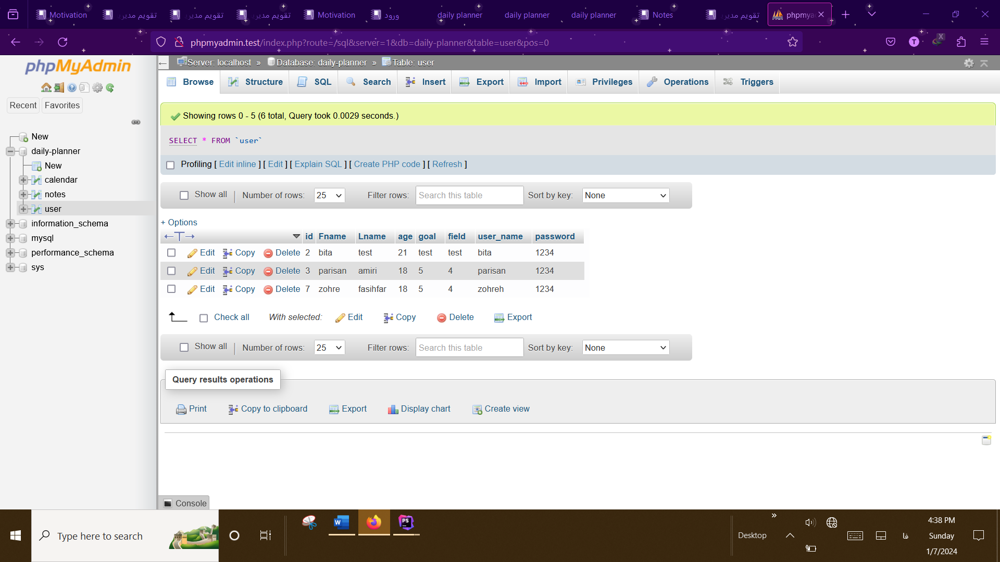 Motivation
تقویم مدیر
تقویم مدیر
تقویم مدیر
Motivation
ورود
daily planner
daily planner
daily planner
Notes
تقویم مدیر
phpmya
phpmyadmin.test/index.php?route=/sql&server=1&db=daily-planner&table=user&pos=0
T
X
phpMyAdmin
Recent Favorites
New
daily-planner
New
calendar
notes
user
information_schema
mysql
performance_schema
sys
Server: localhost » Database: daily-planner » Table: user
Browse Structure SQL Search Insert Export Import Privileges Operations Triggers
Showing rows 0 - 5 (6 total, Query took 0.0029 seconds.)
SELECT * FROM `user`
Profiling [ Edit inline ] [ Edit ] [ Explain SQL ] [ Create PHP code ] [ Refresh ]
Show all | Number of rows: 25 Filter rows: Search this table Sort by key: None
+ Options
←T→ id Fname Lname age goal field user_name password
Edit Copy Delete 2 bita test 21 test test bita 1234
Edit Copy Delete 3 parisan amiri 18 5 4 parisan 1234
Edit Copy Delete 7 zohre fasihfar 18 5 4 zohreh 1234
Check all With selected: Edit Copy Delete Export
Show all | Number of rows: 25 Filter rows: Search this table Sort by key: None
Query results operations
Print Copy to clipboard Export Display chart Create view
Console
Type here to search
W
PS
Desktop
فا
4:38 PM
Sunday
1/7/2024